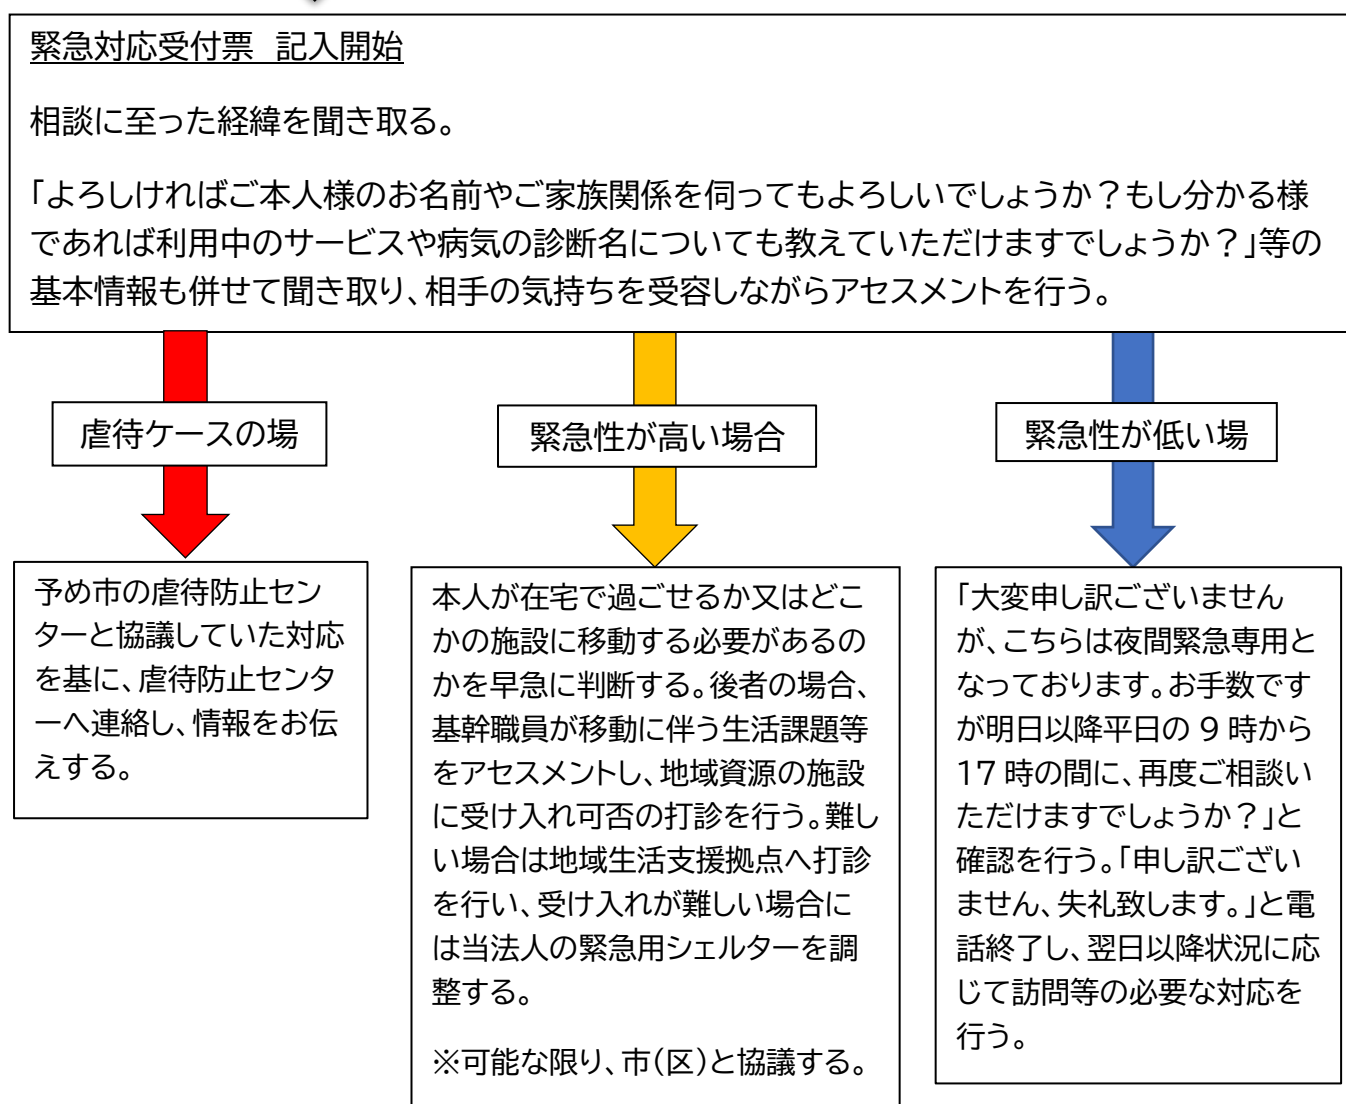 緊急対応受付票 記入開始
相談に至った経緯を聞き取る。
「よろしければご本人様のお名前やご家族関係を伺ってもよろしいでしょうか？もし分かる様
であれば利用中のサービスや病気の診断名についても教えていただけますでしょうか？」等の
基本情報も併せて聞き取り、相手の気持ちを受容しながらアセスメントを行う。
虐待ケースの場
緊急性が高い場合
緊急性が低い場
予め市の虐待防止セン
ターと協議していた対応
を基に、虐待防止センタ
ーへ連絡し、情報をお伝
えする。
本人が在宅で過ごせるか又はどこ
かの施設に移動する必要があるの
かを早急に判断する。後者の場合、
基幹職員が移動に伴う生活課題等
をアセスメントし、地域資源の施設
に受け入れ可否の打診を行う。難し
い場合は地域生活支援拠点へ打診
を行い、受け入れが難しい場合に
は当法人の緊急用シェルターを調
整する。
※可能な限り、市（区）と協議する。
「大変申し訳ございません
が、こちらは夜間緊急専用と
なっております。お手数です
が明日以降平日の 9 時から
17 時の間に、再度ご相談い
ただけますでしょうか？」と
確認を行う。「申し訳ござい
ません、失礼致します。」と電
話終了し、翌日以降状況に応
じて訪問等の必要な対応を
行う。